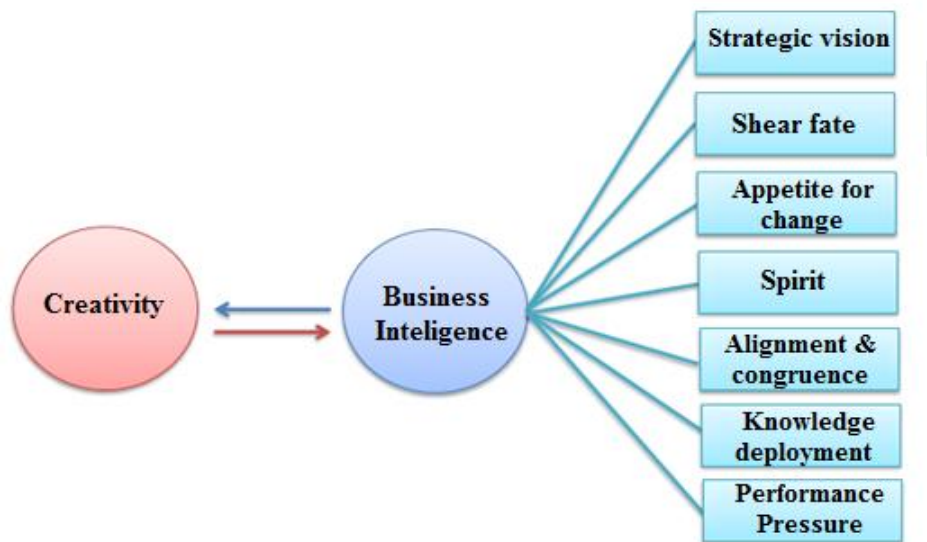 Strategic vision
Shear fate
Appetite for
change
Spirit
Alignment &
congruence
Knowledge
deployment
Performance
Pressure
Creativity
Business
Inteligence